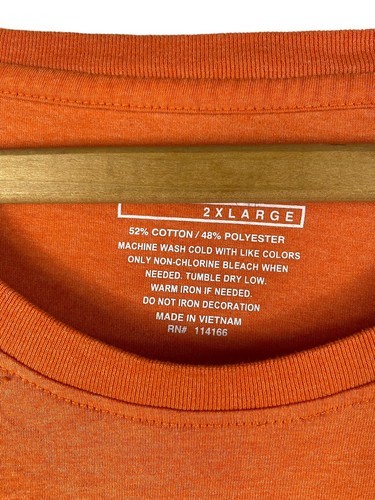 2XLARGE
52% COTTON / 48% POLYESTER
MACHINE WASH COLD WITH LIKE COLORS
ONLY NON-CHLORINE BLEACH WHEN
NEEDED. TUMBLE DRY LOW.
WARM IRON IF NEEDED.
DO NOT IRON DECORATION
MADE IN VIETNAM
RN# 114166